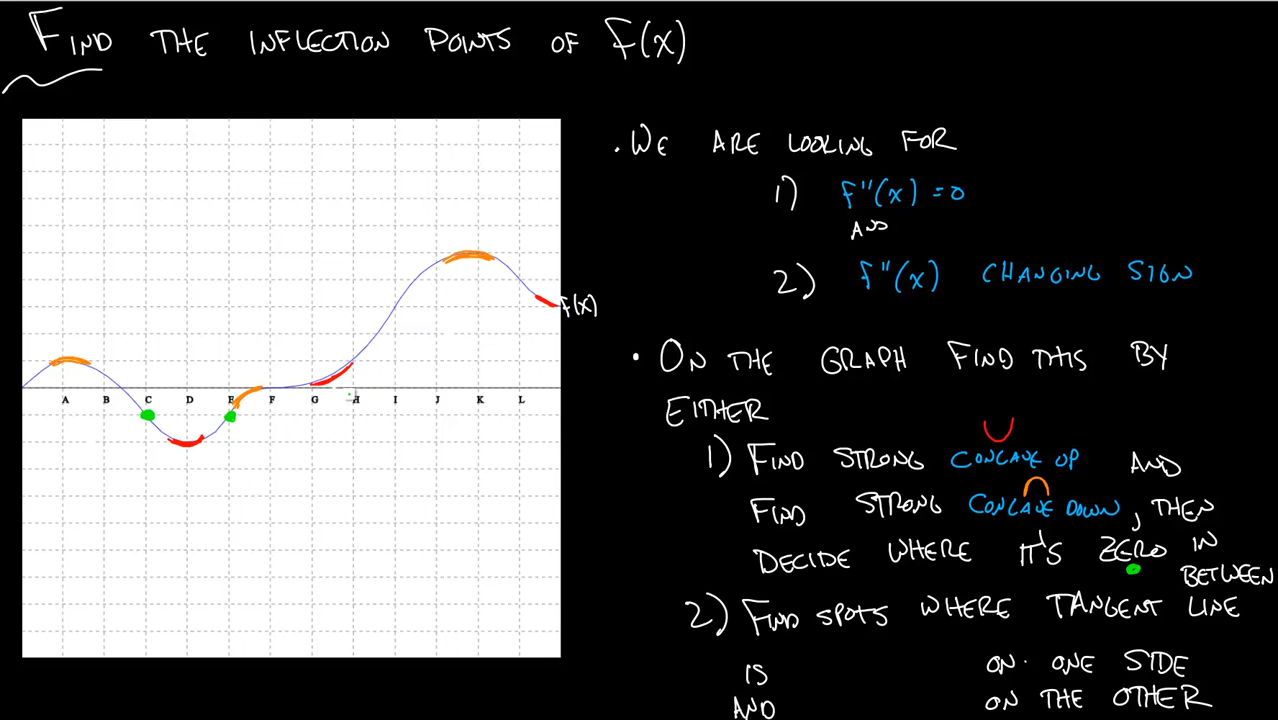 FIND THE INFLECTION POINTS OF f(x)
• WE ARE LOOKING FOR
1) f''(x) = 0
AND
2) f''(x) CHANGING SIGN
f(x)
A B C D E F G H I J K L
• ON THE GRAPH FIND THIS BY
EITHER
1) FIND STRONG CONCAVE UP AND
FIND STRONG CONCAVE DOWN, THEN
DECIDE WHERE IT'S ZERO IN
BETWEEN
2) FIND SPOTS WHERE TANGENT LINE
IS ON ONE SIDE
AND ON THE OTHER